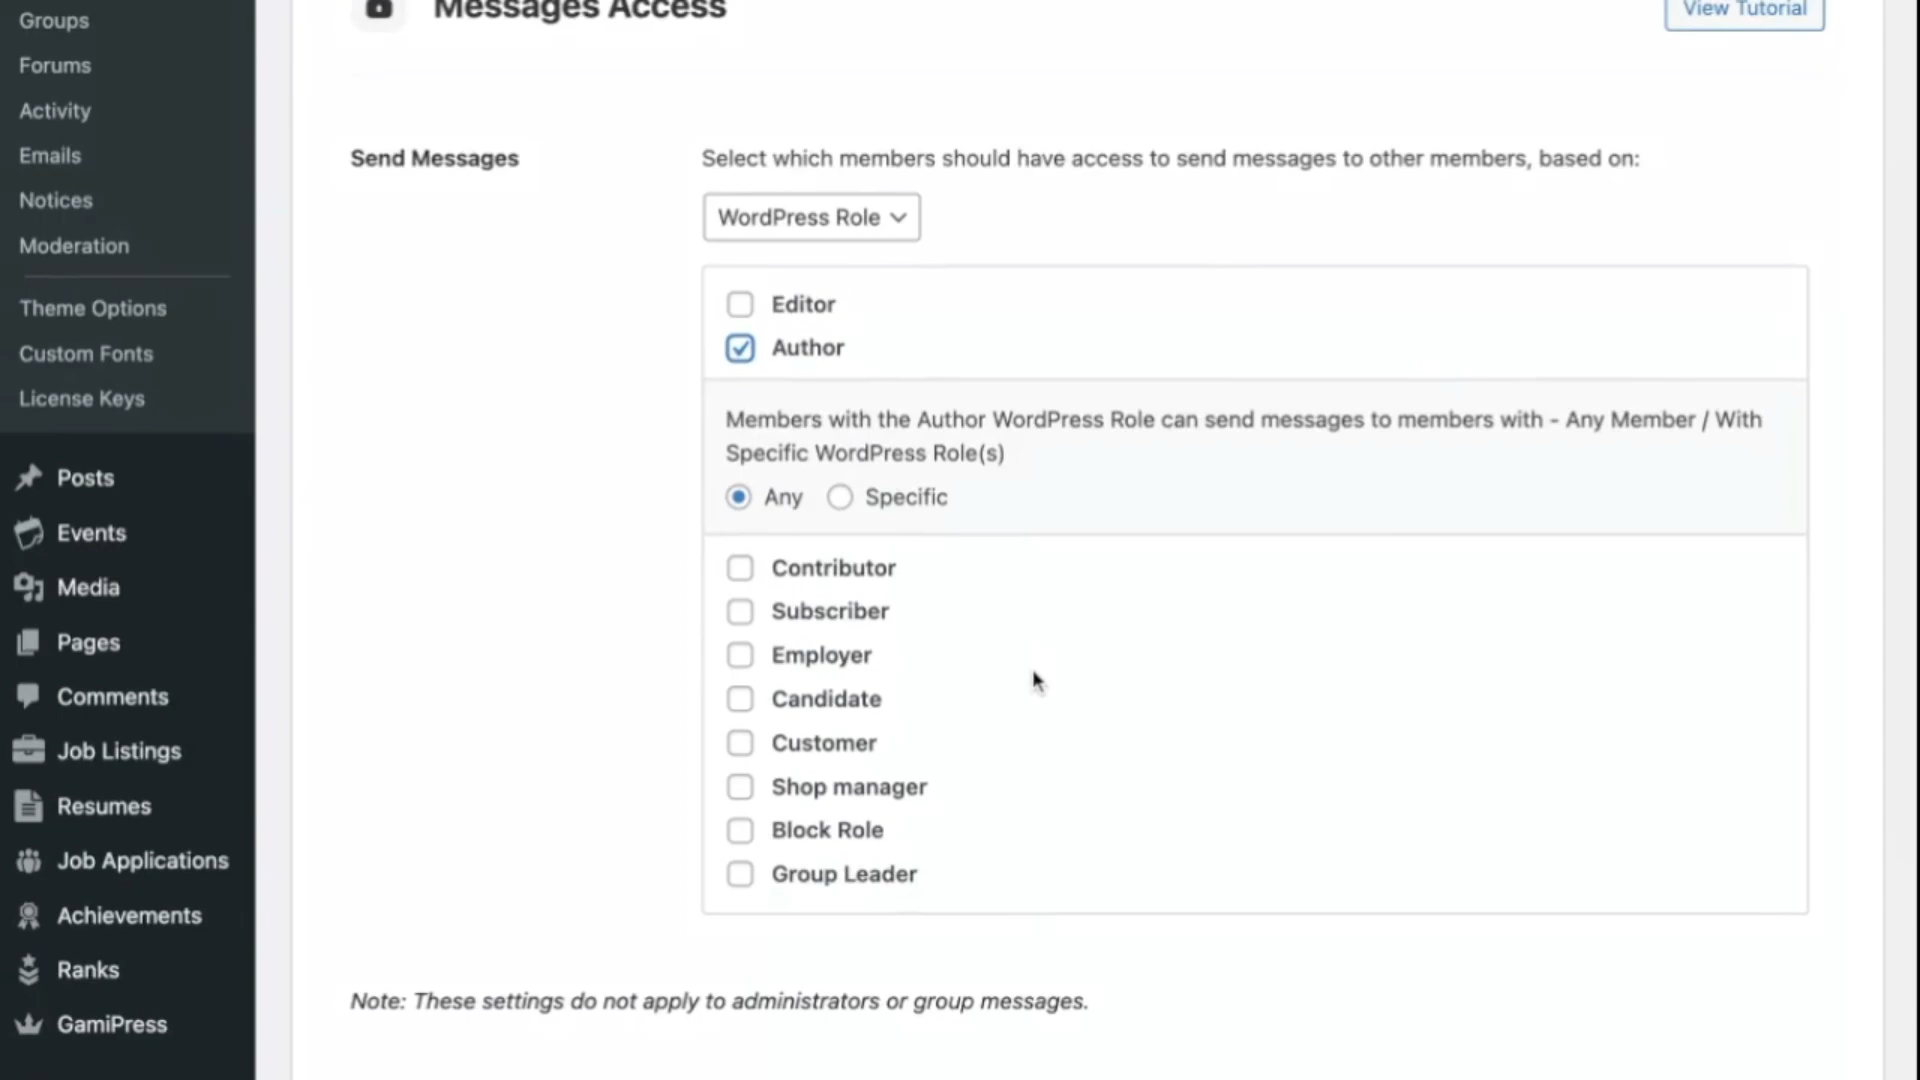 Groups
Forums
Activity
Emails
Notices
Moderation
Theme Options
Custom Fonts
License Keys
Posts
Events
Media
Pages
Comments
Job Listings
Resumes
Job Applications
Achievements
Ranks
GamiPress
Messages Access
View Tutorial
Send Messages
Select which members should have access to send messages to other members, based on:
WordPress Role
Editor
Author
Members with the Author WordPress Role can send messages to members with - Any Member / With
Specific WordPress Role(s)
Any Specific
Contributor
Subscriber
Employer
Candidate
Customer
Shop manager
Block Role
Group Leader
Note: These settings do not apply to administrators or group messages.